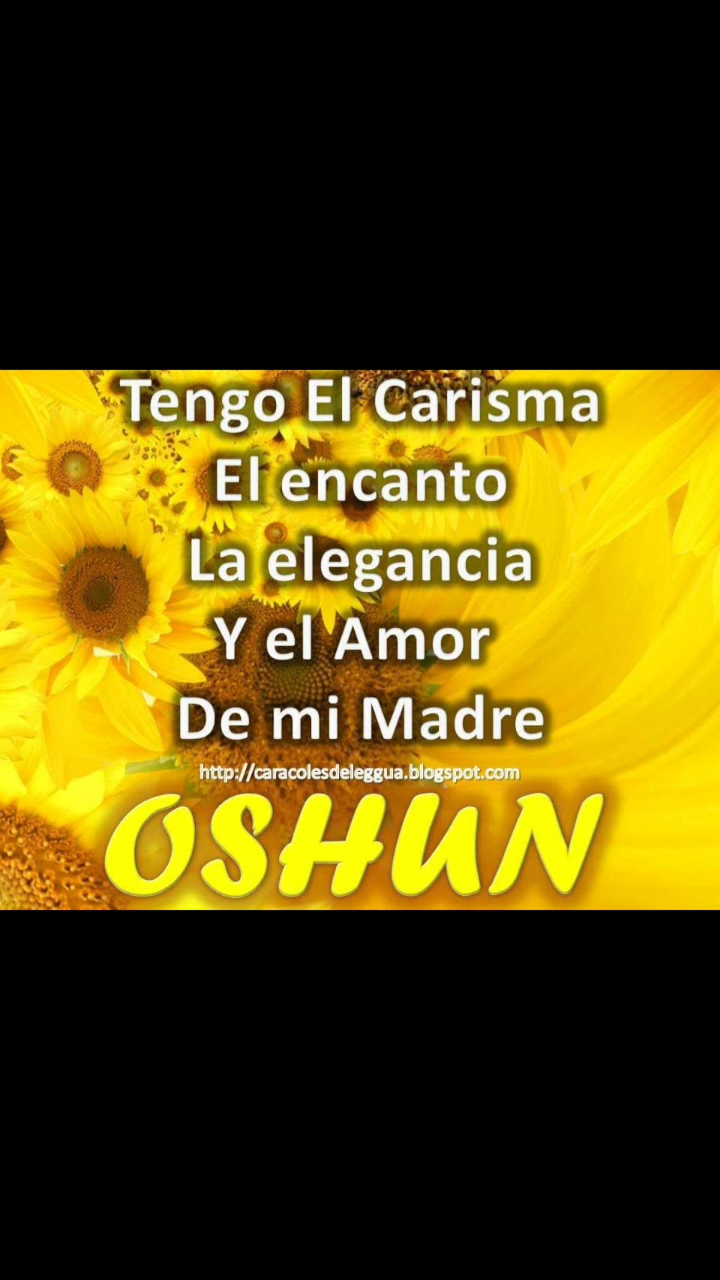 Tengo El Carisma
El encanto
La elegancia
Y el Amor
De mi Madre
http://caracolesdeleggua.blogspot.com
OSHUN